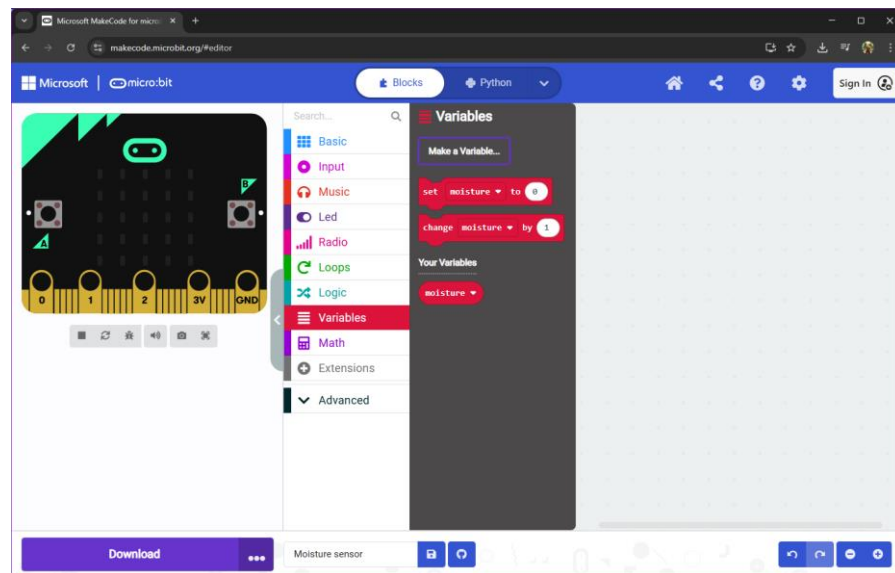 Microsoft MakeCode for micro:
makecode.microbit.org/#editor
Microsoft
micro:bit
Blocks
Python
Sign In
B
A
0
1
2
3V
GND
Search...
Basic
Input
Music
Led
Radio
Loops
Logic
Variables
Math
Extensions
Advanced
Variables
Make a Variable...
set moisture to 0
change moisture by 1
Your Variables
moisture
Download
Moisture sensor